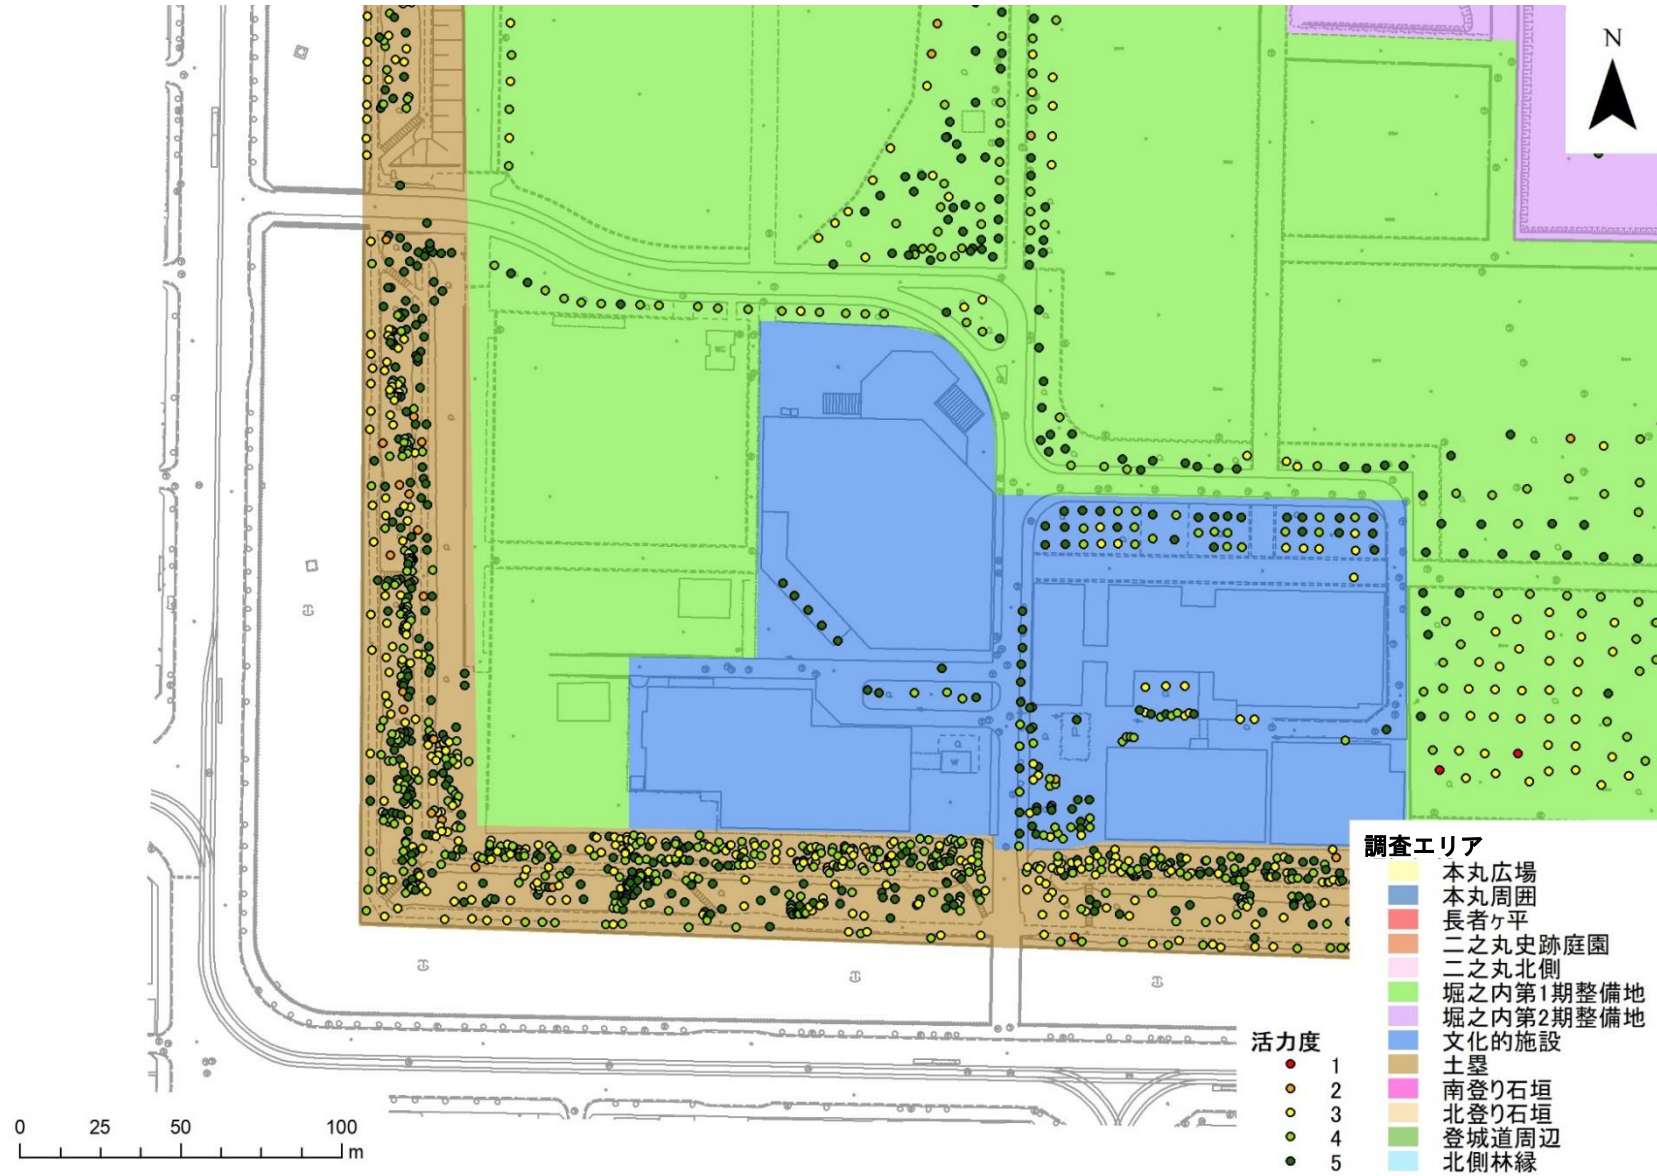 N
WC
W
P
調査エリア
本丸広場
本丸周囲
長者ヶ平
二之丸史跡庭園
二之丸北側
堀之内第1期整備地
堀之内第2期整備地
文化的施設
土塁
南登り石垣
北登り石垣
登城道周辺
北側林縁
活力度
1
2
3
4
5
0 25 50 100
m